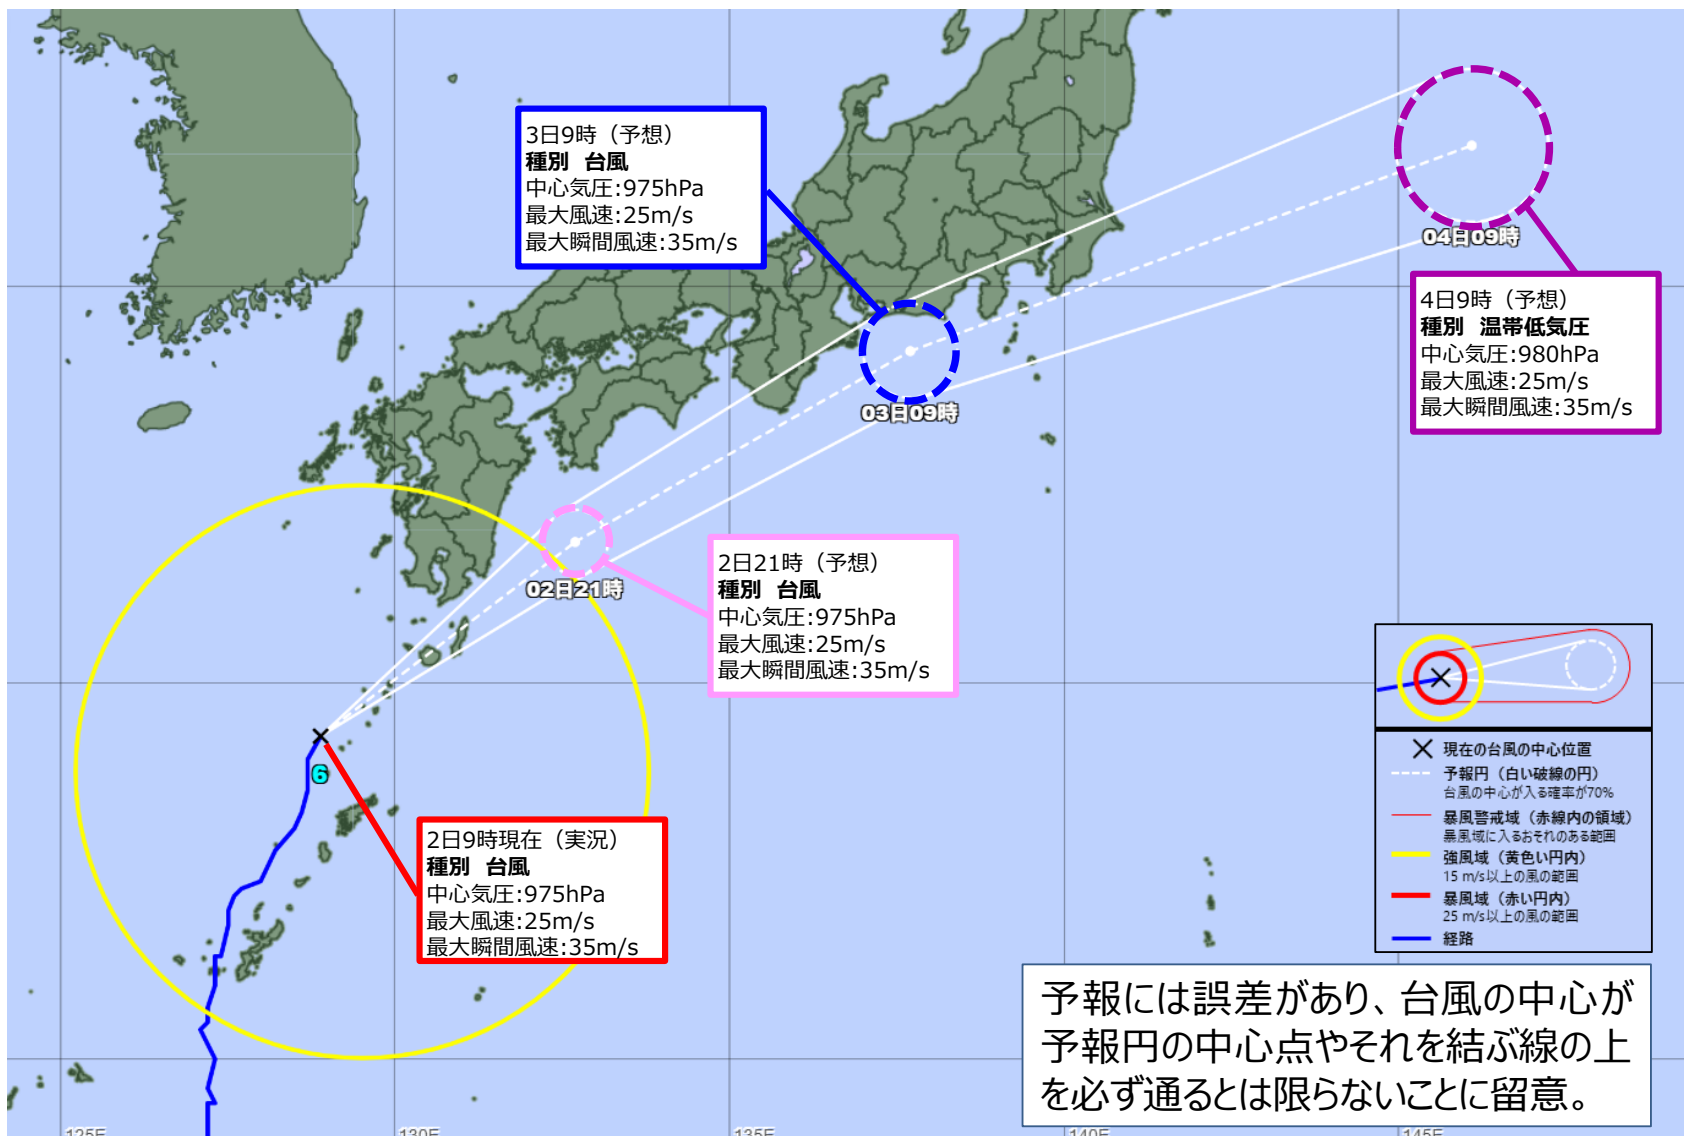 3日9時（予想）
種別 台風
中心気圧:975hPa
最大風速:25m/s
最大瞬間風速:35m/s
04日09時
4日9時（予想）
種別 温帯低気圧
中心気圧:980hPa
最大風速:25m/s
最大瞬間風速:35m/s
03日09時
2日21時（予想）
種別 台風
中心気圧:975hPa
最大風速:25m/s
最大瞬間風速:35m/s
02日21時
6
2日9時現在（実況）
種別 台風
中心気圧:975hPa
最大風速:25m/s
最大瞬間風速:35m/s
現在の台風の中心位置
予報円（白い破線の円）
台風の中心が入る確率が70%
暴風警戒域（赤線内の領域）
暴風域に入るおそれのある範囲
強風域（黄色い円内）
15 m/s以上の風の範囲
暴風域（赤い円内）
25 m/s以上の風の範囲
経路
予報には誤差があり、台風の中心が
予報円の中心点やそれを結ぶ線の上
を必ず通るとは限らないことに留意。
125E
130E
135E
140E
145E